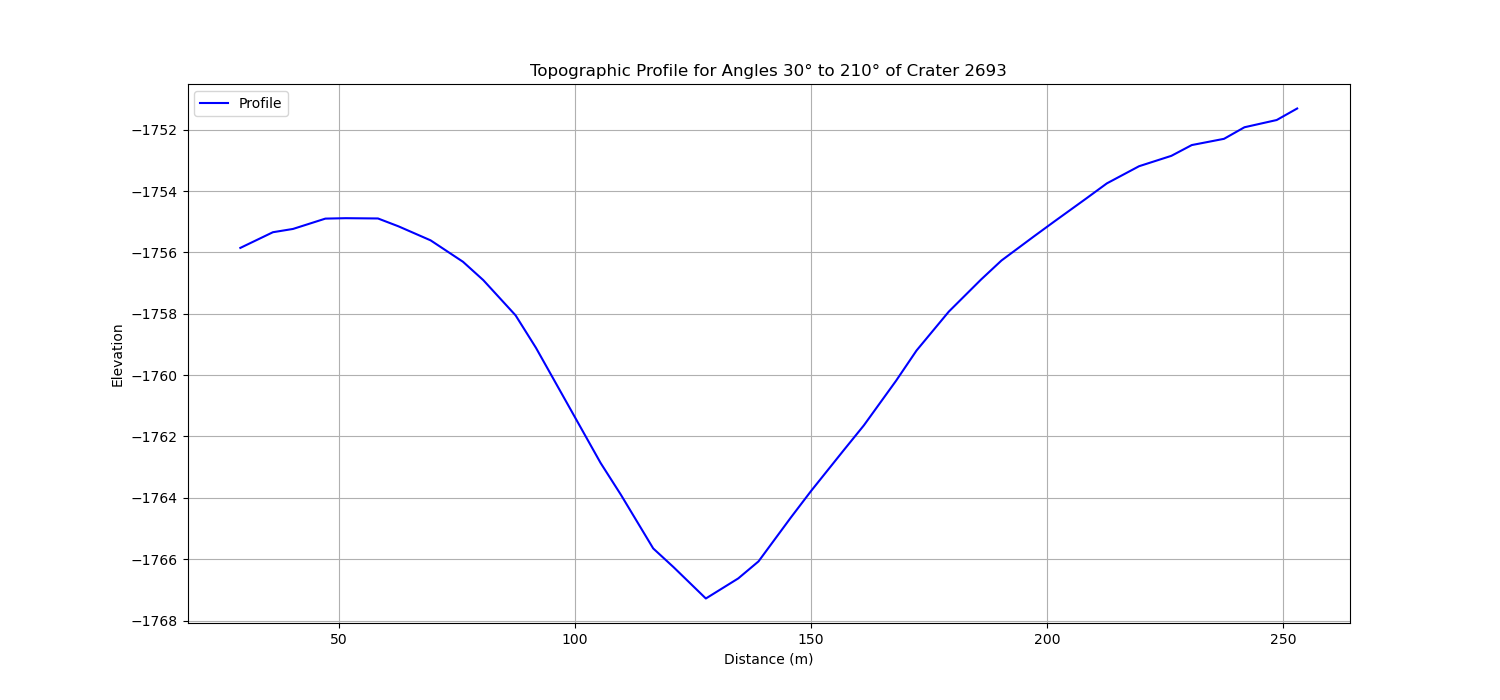 Topographic Profile for Angles 30° to 210° of Crater 2693
Profile
−1752
−1754
−1756
−1758
−1760
−1762
−1764
−1766
−1768
Elevation
50 100 150 200 250
Distance (m)